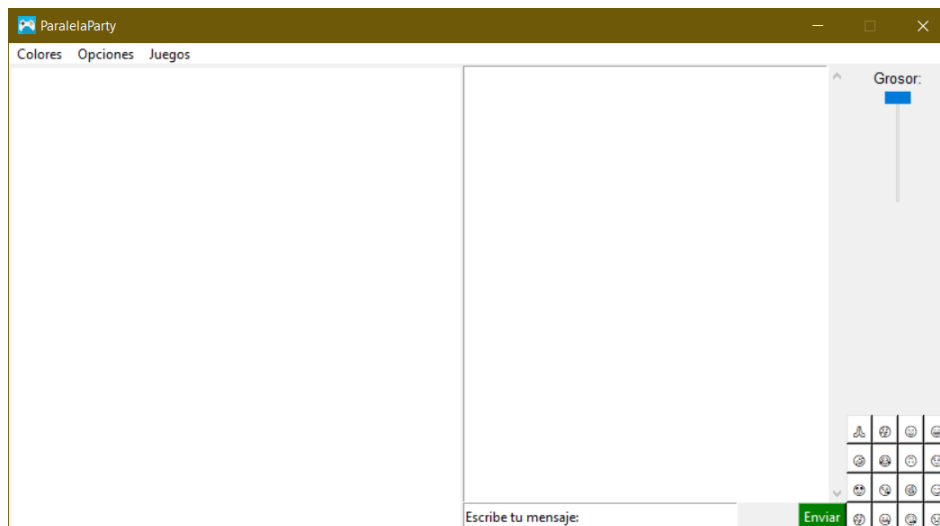 ParalelaParty
Colores Opciones Juegos
Grosor:
Escribe tu mensaje:
Enviar